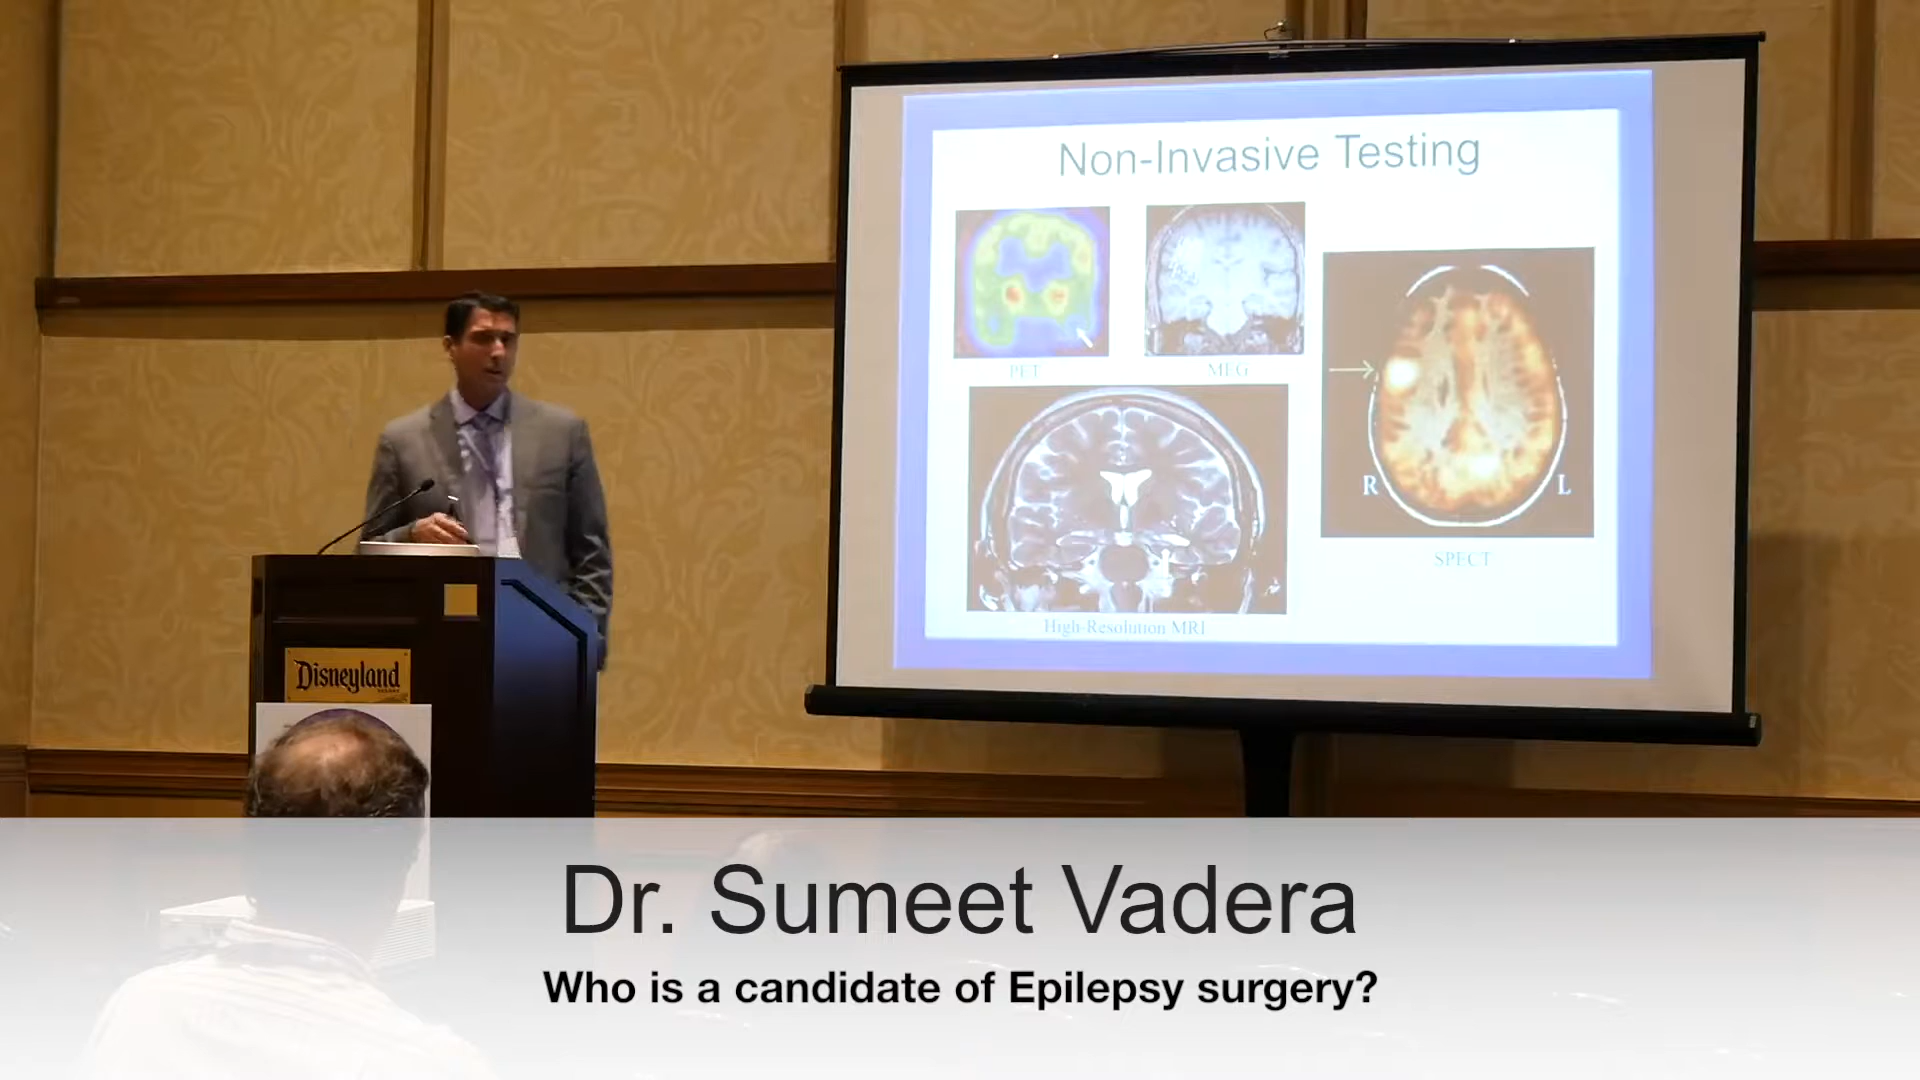 Non-Invasive Testing
PET
MEG
R
L
SPECT
High-Resolution MRI
Disneyland
Dr. Sumeet Vadera
Who is a candidate of Epilepsy surgery?